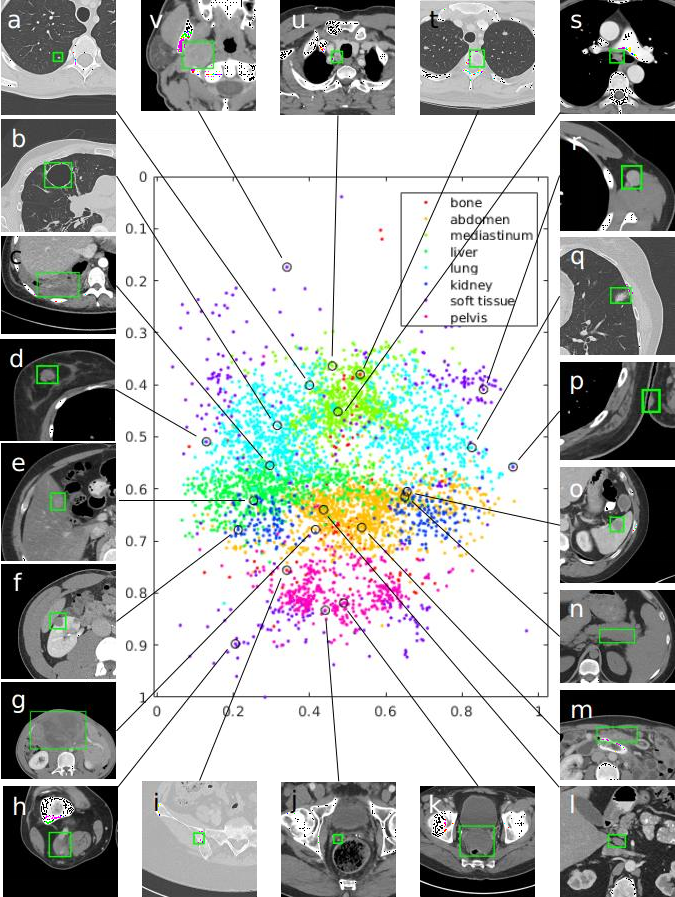 a
v
u
t
s
b
r
c
q
d
p
e
o
f
n
g
m
h
i
j
k
l
0
0.1
0.2
0.3
0.4
0.5
0.6
0.7
0.8
0.9
1
0
0.2
0.4
0.6
0.8
1
bone
abdomen
mediastinum
liver
lung
kidney
soft tissue
pelvis